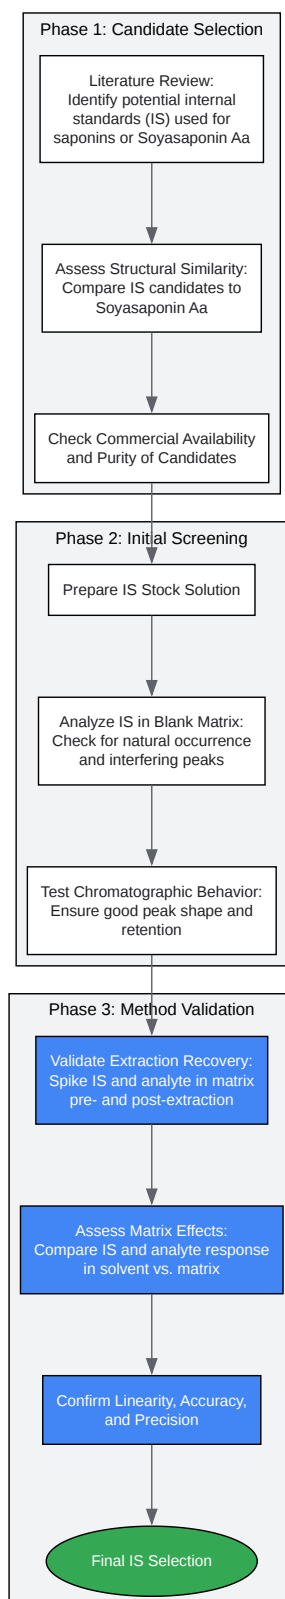 Phase 1: Candidate Selection
Literature Review:
Identify potential internal
standards (IS) used for
saponins or Soyasaponin Aa
Assess Structural Similarity:
Compare IS candidates to
Soyasaponin Aa
Check Commercial Availability
and Purity of Candidates
Phase 2: Initial Screening
Prepare IS Stock Solution
Analyze IS in Blank Matrix:
Check for natural occurrence
and interfering peaks
Test Chromatographic Behavior:
Ensure good peak shape and
retention
Phase 3: Method Validation
Validate Extraction Recovery:
Spike IS and analyte in matrix
pre- and post-extraction
Assess Matrix Effects:
Compare IS and analyte response
in solvent vs. matrix
Confirm Linearity, Accuracy,
and Precision
Final IS Selection